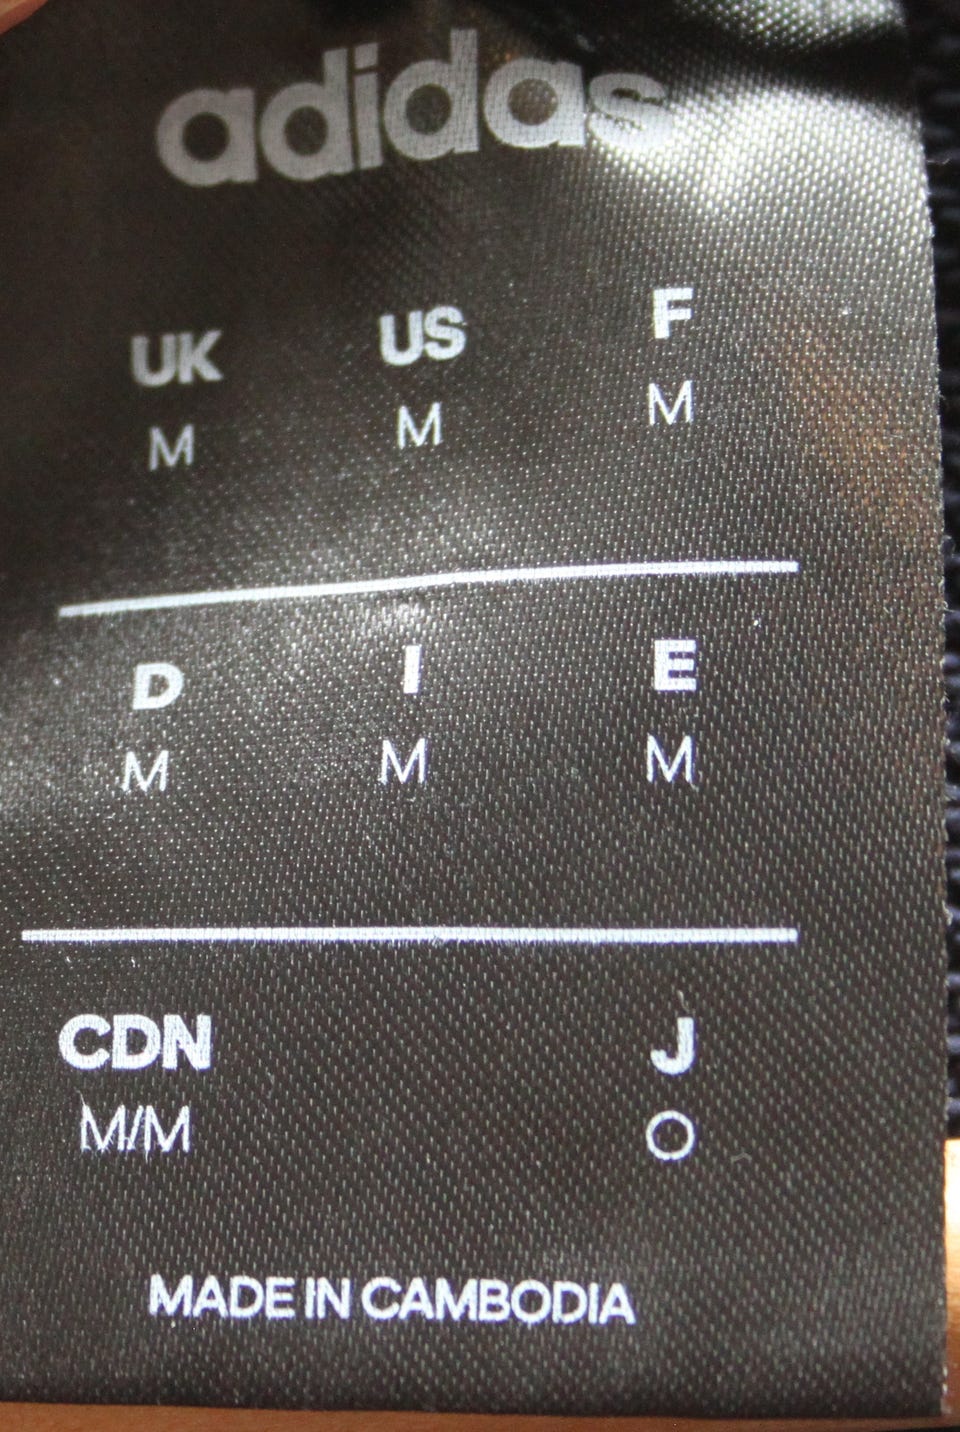 adidas
UK US F
M M M
D I E
M M M
CDN J
M/M O
MADE IN CAMBODIA